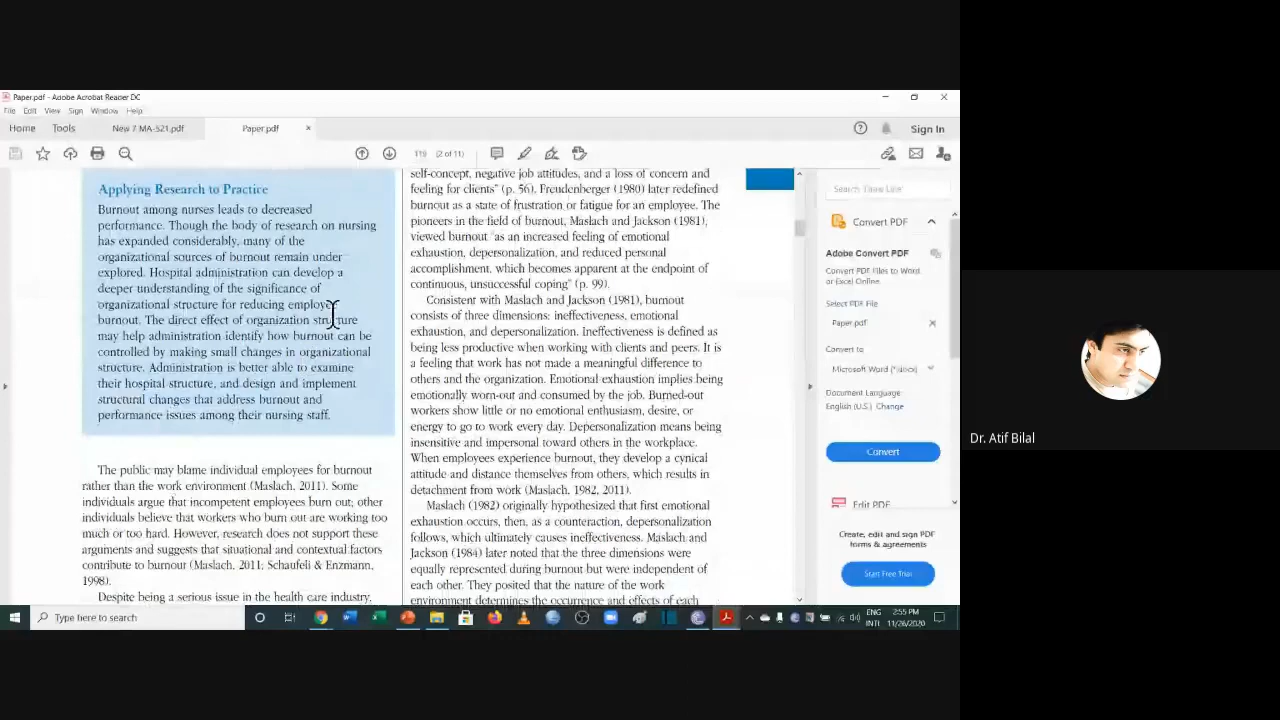 Paper.pdf - Adobe Acrobat Reader DC
File Edit View Sign Window Help
Home Tools New 7 MA-521.pdf Paper.pdf × Sign In
119 (2 of 11)
Applying Research to Practice
Burnout among nurses leads to decreased
performance. Though the body of research on nursing
has expanded considerably, many of the
organizational sources of burnout remain under
explored. Hospital administration can develop a
deeper understanding of the significance of
organizational structure for reducing employee
burnout. The direct effect of organization structure
may help administration identify how burnout can be
controlled by making small changes in organizational
structure. Administration is better able to examine
their hospital structure, and design and implement
structural changes that address burnout and
performance issues among their nursing staff.
The public may blame individual employees for burnout
rather than the work environment (Maslach, 2011). Some
individuals argue that incompetent employees burn out; other
individuals believe that workers who burn out are working too
much or too hard. However, research does not support these
arguments and suggests that situational and contextual factors
contribute to burnout (Maslach, 2011; Schaufeli & Enzmann,
1998).
Despite being a serious issue in the health care industry,
self-concept, negative job attitudes, and a loss of concern and
feeling for clients" (p. 56). Freudenberger (1980) later redefined
burnout as a state of frustration or fatigue for an employee. The
pioneers in the field of burnout, Maslach and Jackson (1981),
viewed burnout "as an increased feeling of emotional
exhaustion, depersonalization, and reduced personal
accomplishment, which becomes apparent at the endpoint of
continuous, unsuccessful coping" (p. 99).
Consistent with Maslach and Jackson (1981), burnout
consists of three dimensions: ineffectiveness, emotional
exhaustion, and depersonalization. Ineffectiveness is defined as
being less productive when working with clients and peers. It is
a feeling that work has not made a meaningful difference to
others and the organization. Emotional exhaustion implies being
emotionally worn-out and consumed by the job. Burned-out
workers show little or no emotional enthusiasm, desire, or
energy to go to work every day. Depersonalization means being
insensitive and impersonal toward others in the workplace.
When employees experience burnout, they develop a cynical
attitude and distance themselves from others, which results in
detachment from work (Maslach, 1982, 2011).
Maslach (1982) originally hypothesized that first emotional
exhaustion occurs, then, as a counteraction, depersonalization
follows, which ultimately causes ineffectiveness. Maslach and
Jackson (1984) later noted that the three dimensions were
equally represented during burnout but were independent of
each other. They posited that the nature of the work
environment determines the occurrence and effects of each
Convert PDF
Adobe Convert PDF
Convert PDF Files to Word
or Excel Online
Select PDF File
Paper.pdf ×
Convert to
Microsoft Word (*.docx)
Document Language:
English (U.S.) Change
Convert
Edit PDF
Create, edit and sign PDF
forms & agreements
Start Free Trial
Dr. Atif Bilal
Type here to search
ENG
INTL
2:55 PM
11/26/2020